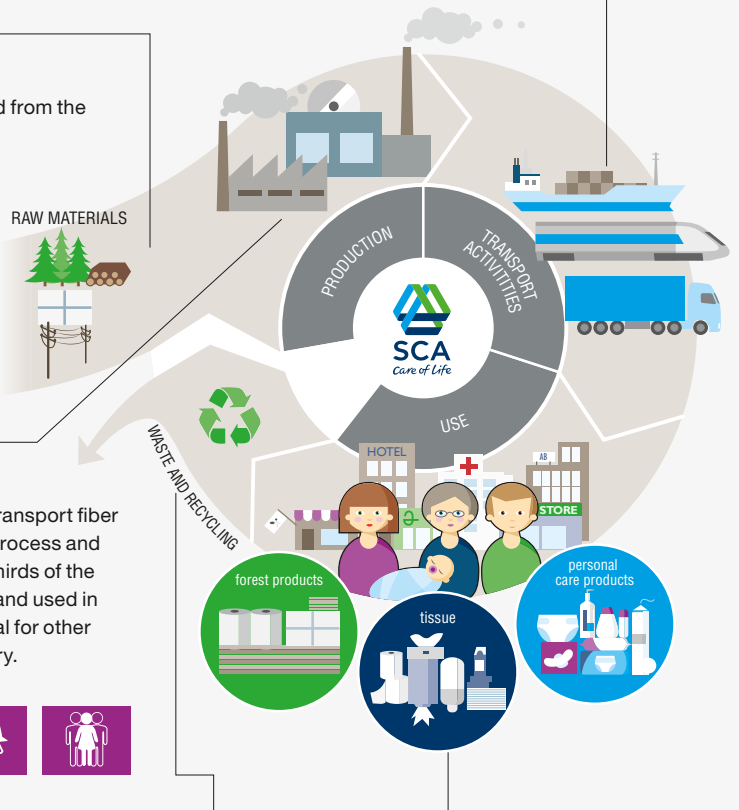 d from the
RAW MATERIALS
PRODUCTION
TRANSPORT
ACTIVITITIES
SCA
Care of Life
USE
WASTE AND RECYCLING
HOTEL
AB
STORE
ransport fiber
rocess and
hirds of the
and used in
al for other
ry.
forest products
tissue
personal
care products